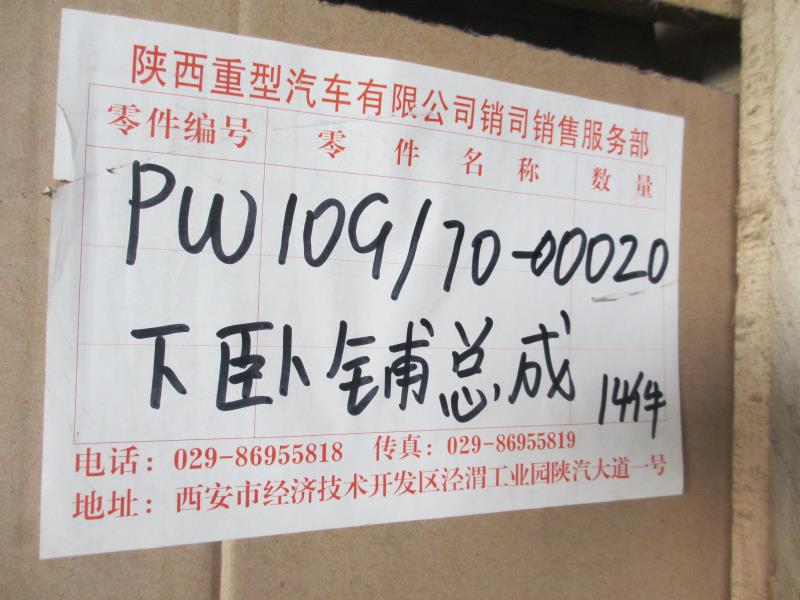 陕西重型汽车有限公司销司销售服务部
零件编号 零件名称 数量
PW10G/70-00020
下卧铺总成 14件
电话：029-86955818 传真：029-86955819
地址：西安市经济技术开发区泾渭工业园陕汽大道一号